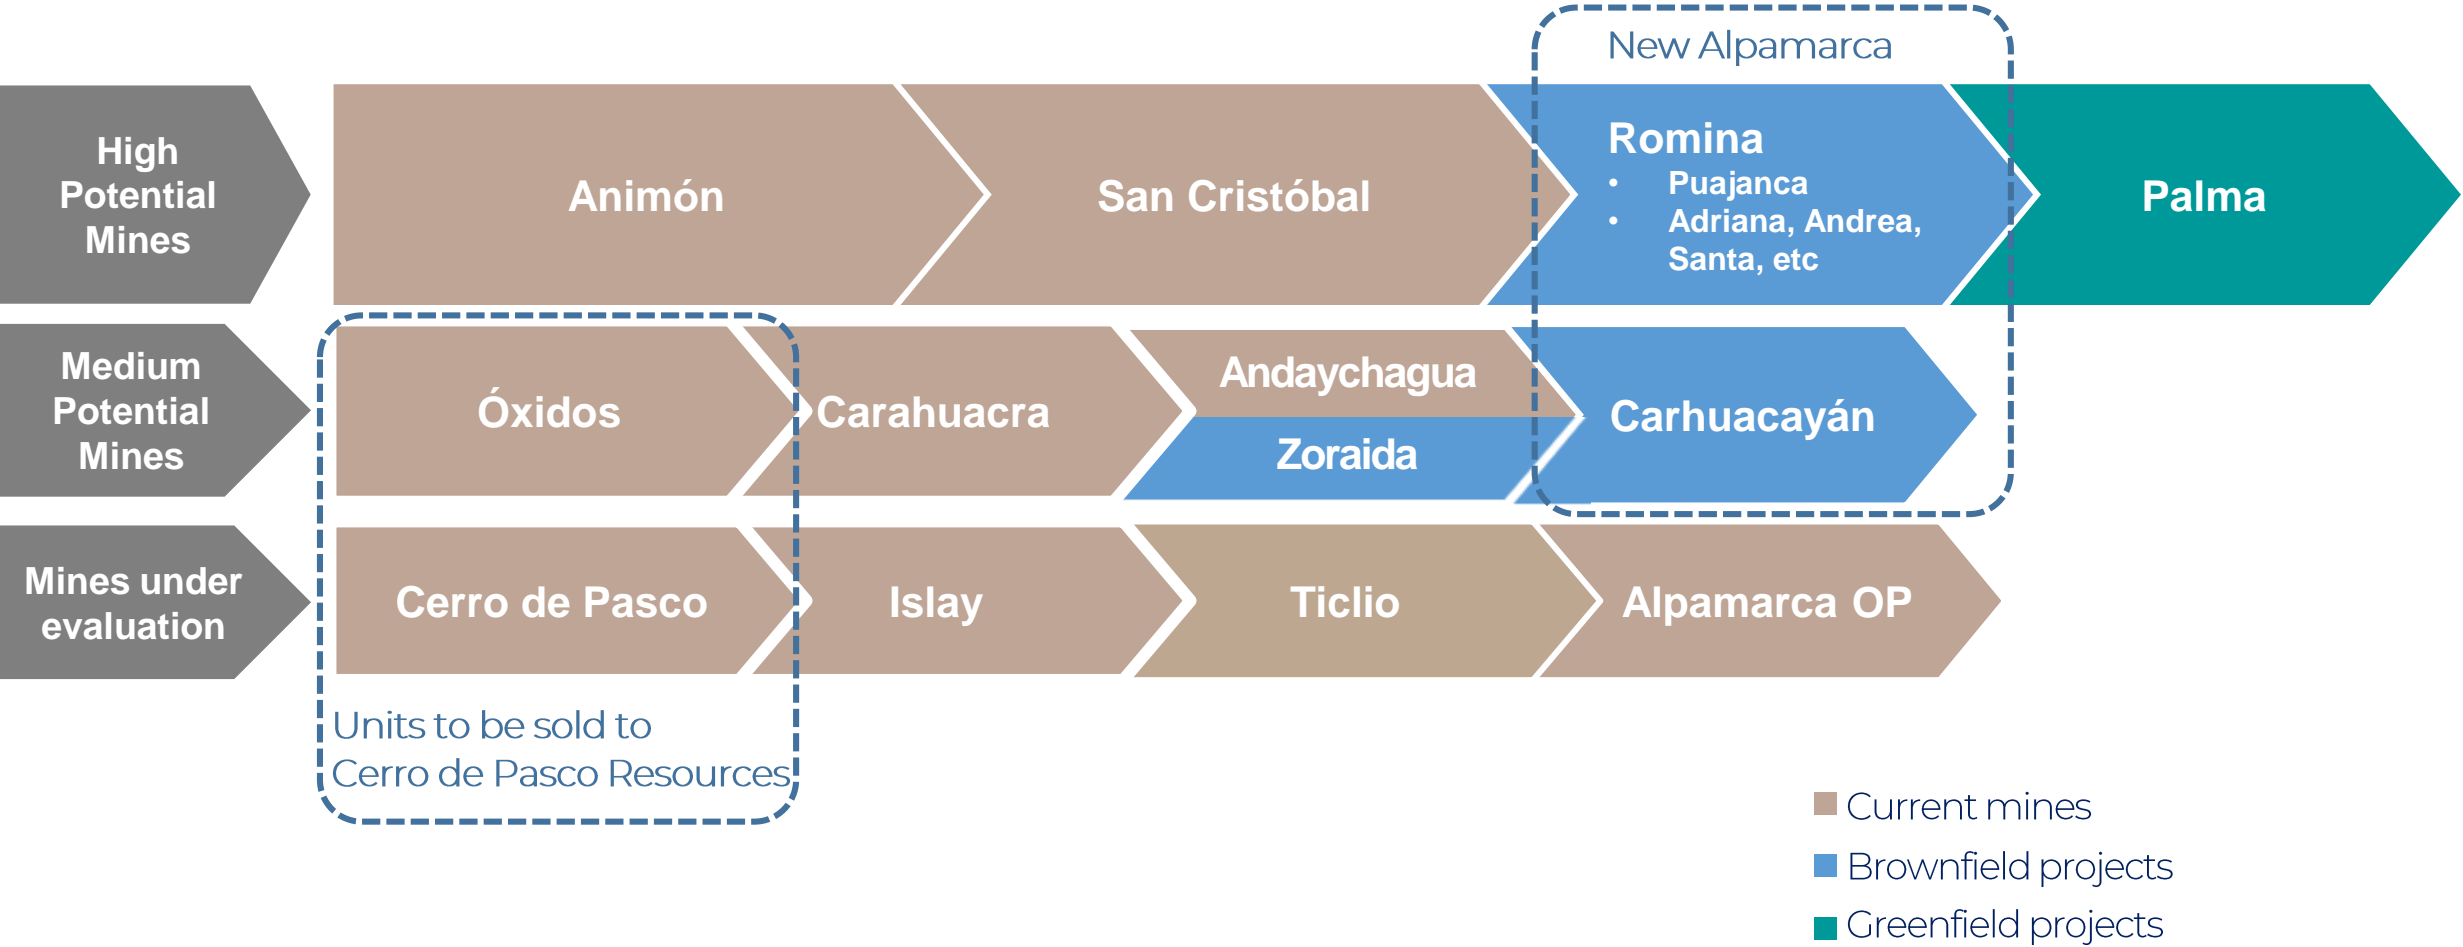 New Alpamarca
High
Potential
Mines
Animón
San Cristóbal
Romina
• Puajanca
• Adriana, Andrea,
Santa, etc
Palma
Medium
Potential
Mines
Óxidos
Carahuacra
Andaychagua
Zoraida
Carhuacayán
Mines under
evaluation
Cerro de Pasco
Islay
Ticlio
Alpamarca OP
Units to be sold to
Cerro de Pasco Resources
Current mines
Brownfield projects
Greenfield projects